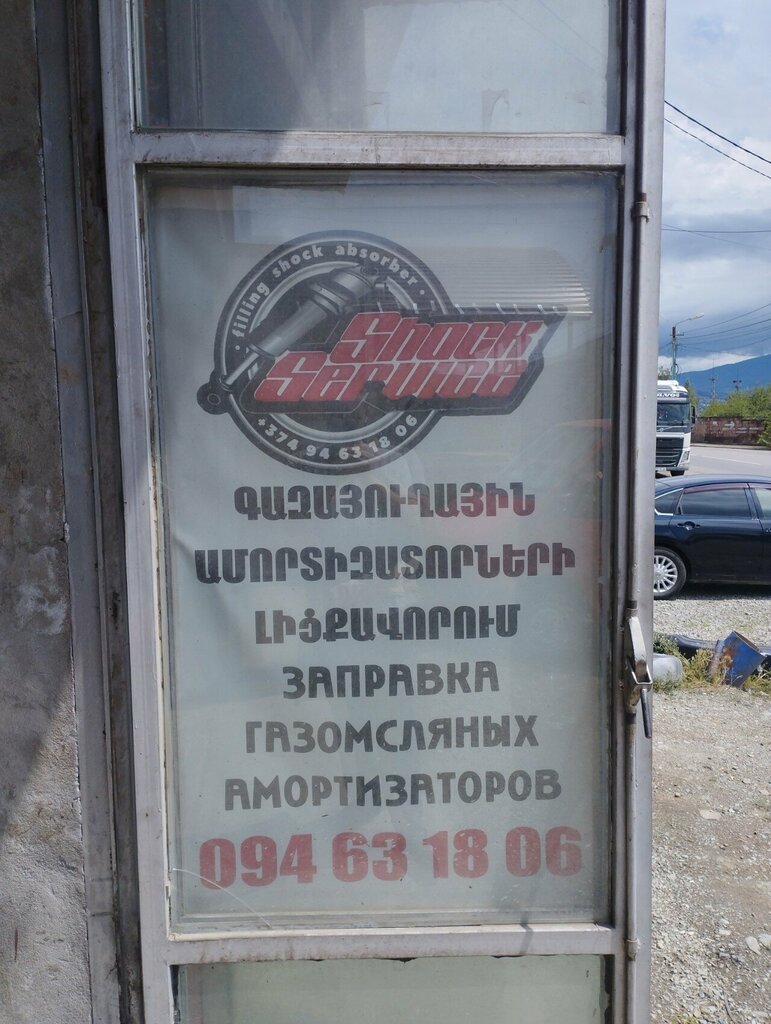 • filling shock absorber •
Shock
Service
+374 94 63 18 06
ԳԱԶԱՅՈՒՂԱՅԻՆ
ԱՄՈՐՏԻԶԱՏՈՐՆԵՐԻ
ԼԻՑՔԱՎՈՐՈՒՄ
ЗАПРАВКА
ГАЗОМСЛЯНЫХ
АМОРТИЗАТОРОВ
094 63 18 06
VOLVO